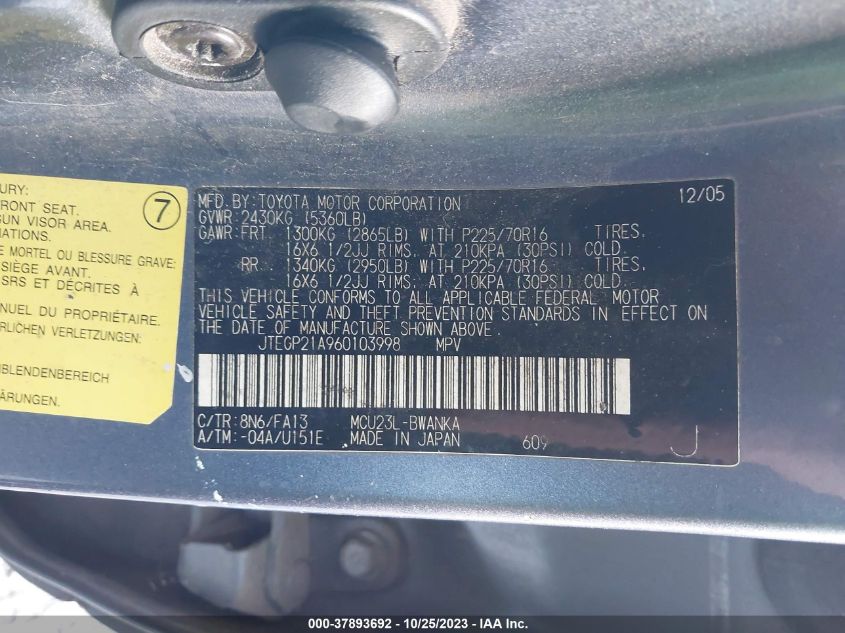 URY:
FRONT SEAT.
UN VISOR AREA.
ATIONS.
E MORTEL OU BLESSURE GRAVE:
SIÈGE AVANT.
SRS ET DÉCRITES À
NUEL DU PROPRIÉTAIRE.
ÄRLICHEN VERLETZUNGEN.
BLENDENBEREICH
ÄRUNGEN.
7
MFD. BY: TOYOTA MOTOR CORPORATION 12/05
GVWR: 2430KG (5360LB)
GAWR: FRT 1300KG (2865LB) WITH P225/70R16 TIRES.
16X6 1/2JJ RIMS. AT 210KPA (30PSI) COLD.
RR 1340KG (2950LB) WITH P225/70R16 TIRES.
16X6 1/2JJ RIMS. AT 210KPA (30PSI) COLD.
THIS VEHICLE CONFORMS TO ALL APPLICABLE FEDERAL MOTOR
VEHICLE SAFETY AND THEFT PREVENTION STANDARDS IN EFFECT ON
THE DATE OF MANUFACTURE SHOWN ABOVE.
JTEGP21A960103998 MPV
C/TR: 8N6/FA13 MCU23L-BWANKA
A/TM: -04A/U151E MADE IN JAPAN 609 J
000-37893692 - 10/25/2023 - IAA Inc.